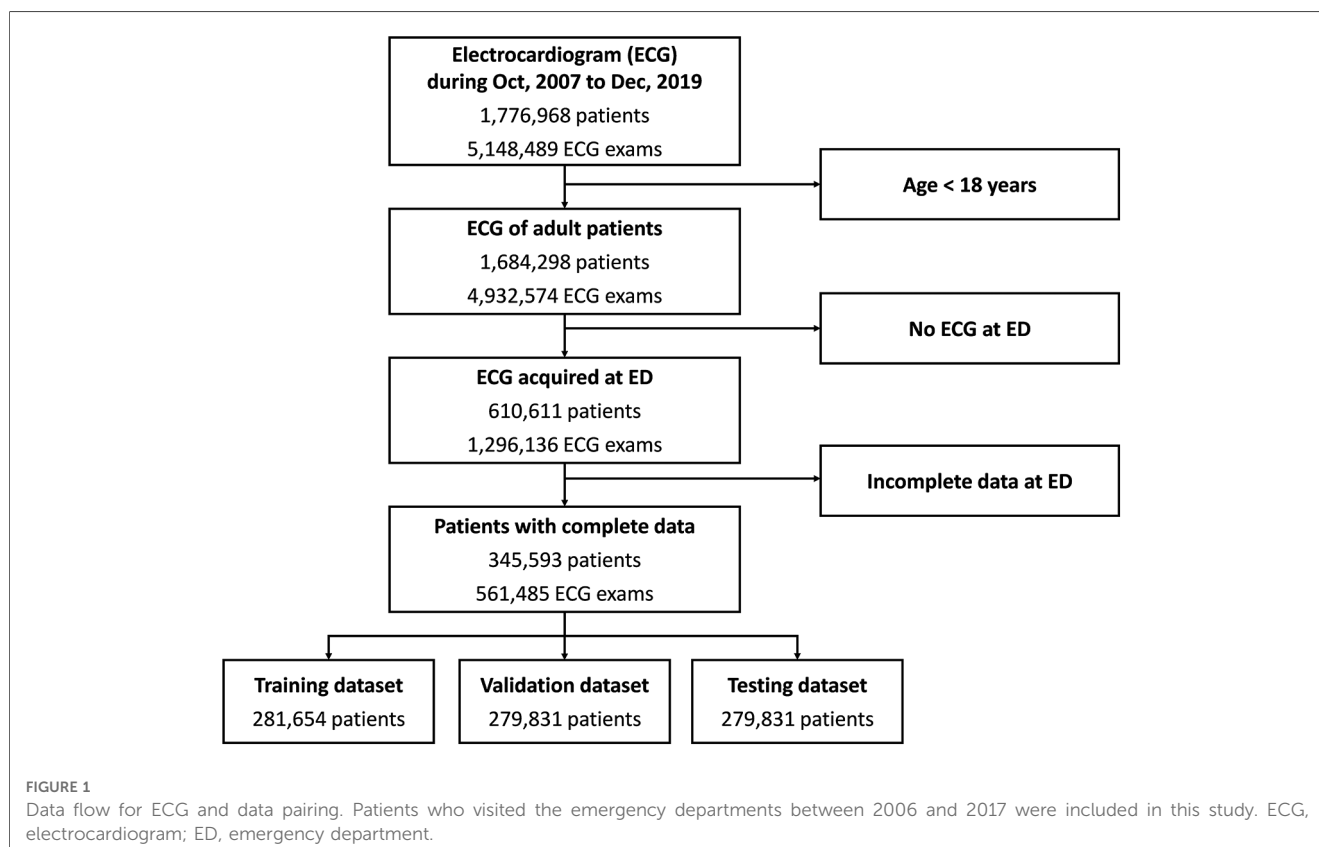 Electrocardiogram (ECG)
during Oct, 2007 to Dec, 2019
1,776,968 patients
5,148,489 ECG exams
Age < 18 years
ECG of adult patients
1,684,298 patients
4,932,574 ECG exams
No ECG at ED
ECG acquired at ED
610,611 patients
1,296,136 ECG exams
Incomplete data at ED
Patients with complete data
345,593 patients
561,485 ECG exams
Training dataset
281,654 patients
Validation dataset
279,831 patients
Testing dataset
279,831 patients
FIGURE 1
Data flow for ECG and data pairing. Patients who visited the emergency departments between 2006 and 2017 were included in this study. ECG,
electrocardiogram; ED, emergency department.